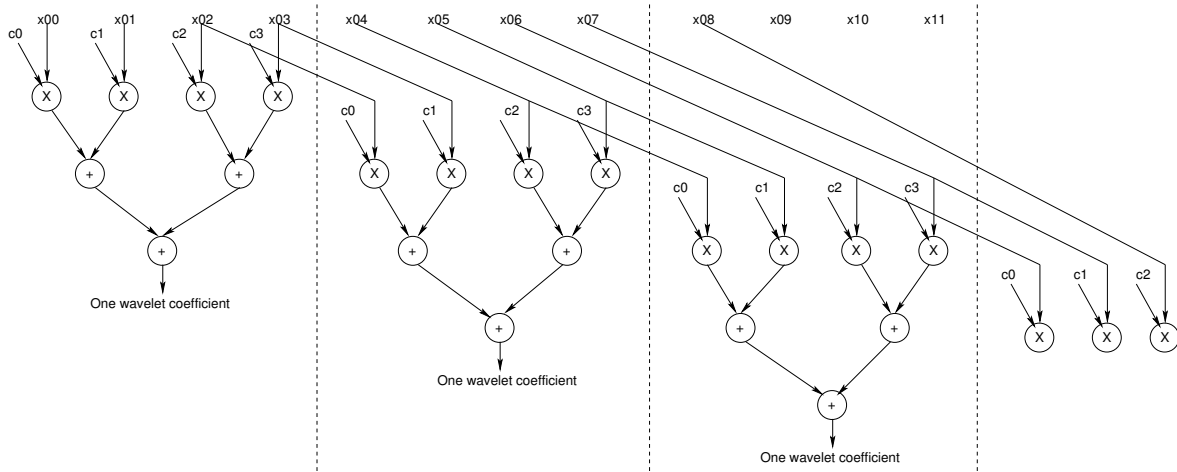 x00 x01 x02 x03 x04 x05 x06 x07 x08 x09 x10 x11
c0 c1 c2 c3
X X X X
c0 c1 c2 c3
+ +
X X X X
c0 c1 c2 c3
+
+ +
X X X X
One wavelet coefficient
c0 c1 c2
+
+ +
X X X
One wavelet coefficient
+
One wavelet coefficient